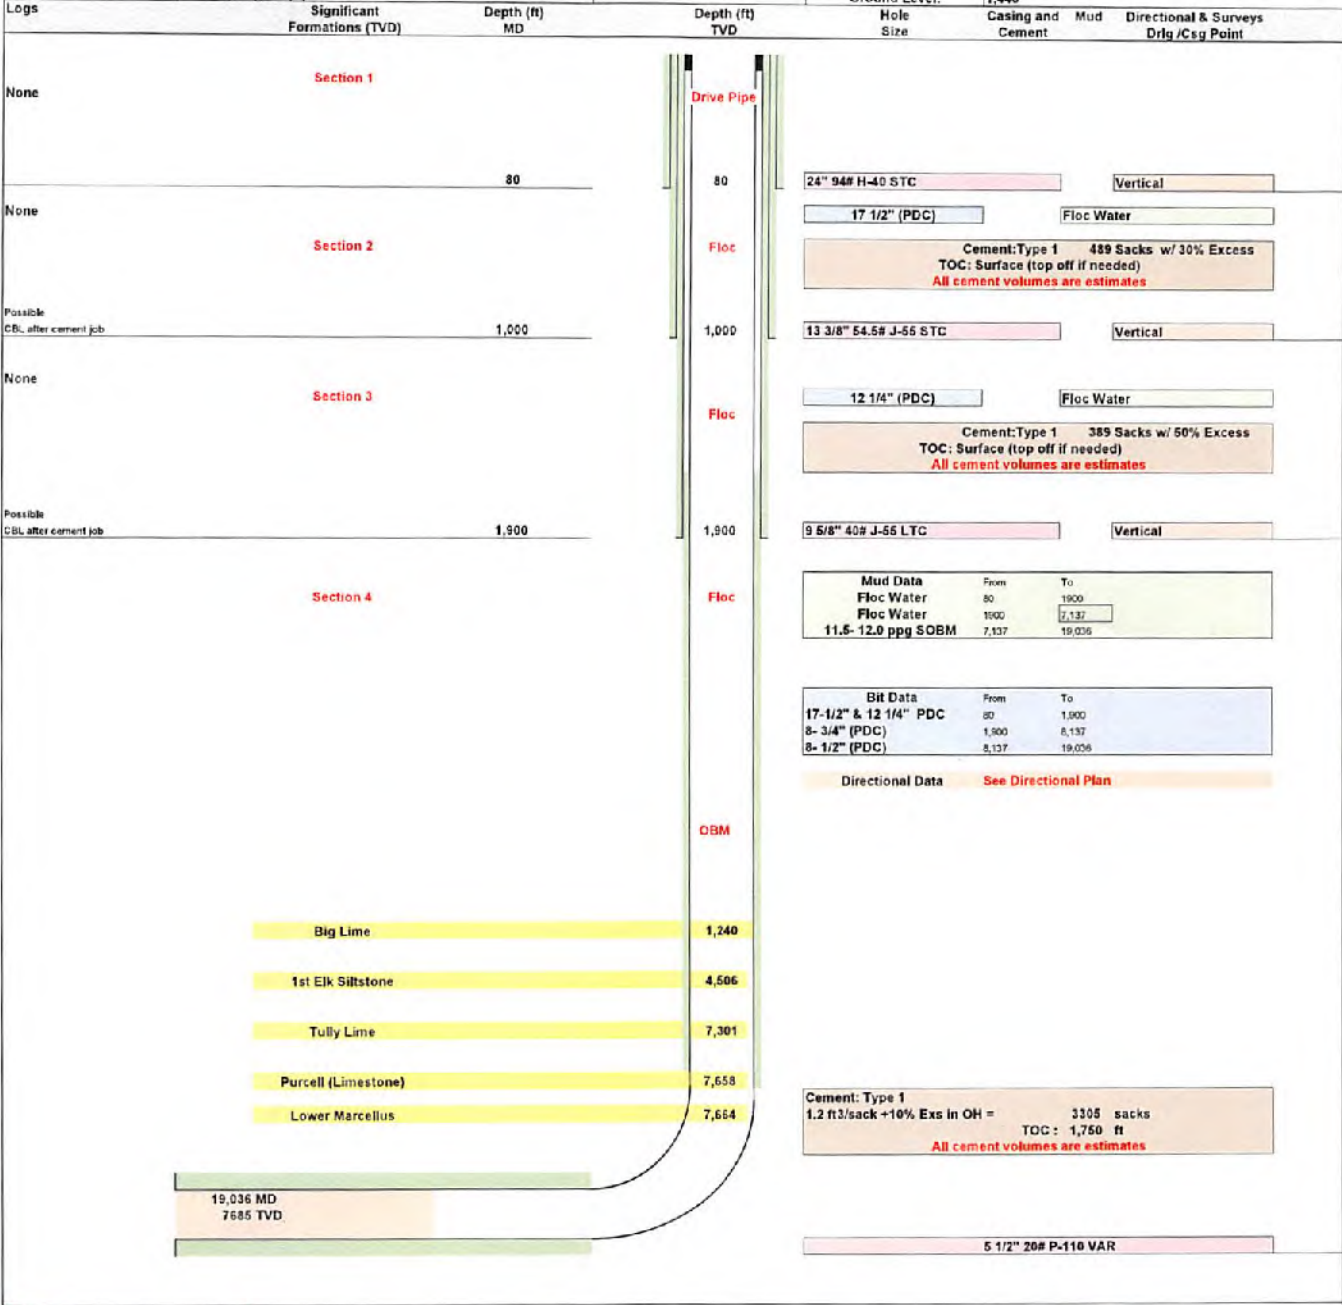 Logs Significant Depth (ft) Depth (ft) Hole Casing and Mud Directional & Surveys
Formations (TVD) MD TVD Size Cement Drlg /Csg Point
Section 1
None
Drive Pipe
80 80 24" 94# H-40 STC Vertical
None 17 1/2" (PDC) Floc Water
Section 2 Floc Cement:Type 1 489 Sacks w/ 30% Excess
TOC: Surface (top off if needed)
All cement volumes are estimates
Possible
CBL after cement job 1,000 1,000 13 3/8" 54.5# J-55 STC Vertical
None
Section 3 12 1/4" (PDC) Floc Water
Floc
Cement:Type 1 389 Sacks w/ 50% Excess
TOC: Surface (top off if needed)
All cement volumes are estimates
Possible
CBL after cement job 1,900 1,900 9 5/8" 40# J-55 LTC Vertical
Mud Data From To
Section 4 Floc Floc Water 80 1900
Floc Water 1900 7,137
11.5- 12.0 ppg SOBM 7,137 19,036
Bit Data From To
17-1/2" & 12 1/4" PDC 80 1,900
8- 3/4" (PDC) 1,900 8,137
8- 1/2" (PDC) 8,137 19,036
Directional Data See Directional Plan
OBM
Big Lime 1,240
1st Elk Siltstone 4,506
Tully Lime 7,301
Purcell (Limestone) 7,658
Cement: Type 1
Lower Marcellus 7,664 1.2 ft3/sack +10% Exs in OH = 3305 sacks
TOC : 1,750 ft
All cement volumes are estimates
19,036 MD
7685 TVD
5 1/2" 20# P-110 VAR